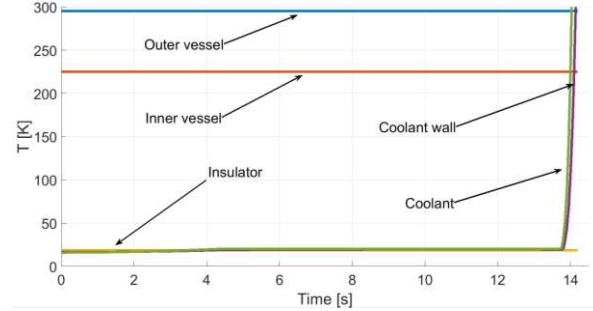 300
250
200
150
100
50
0
T [K]
Outer vessel
Inner vessel
Coolant wall
Insulator
Coolant
0 2 4 6 8 10 12 14
Time [s]